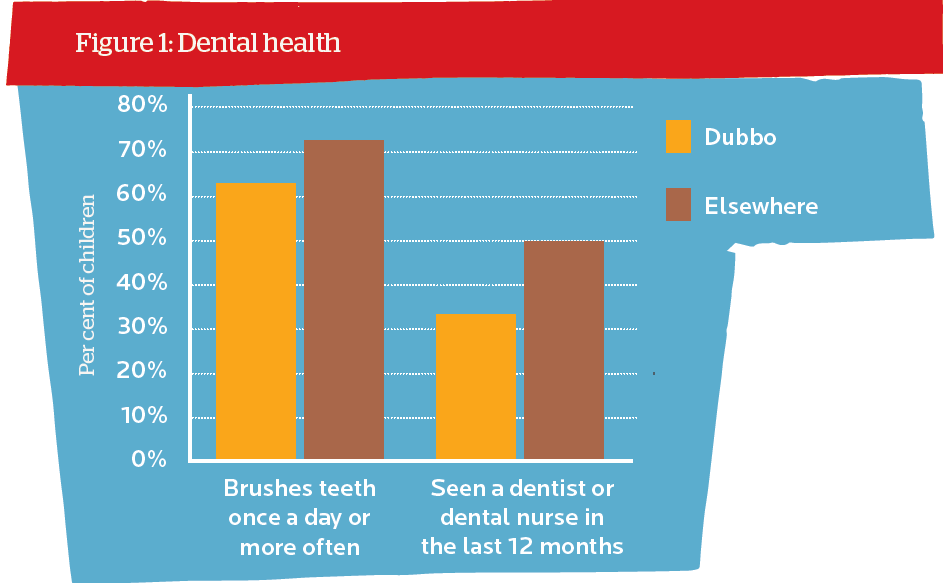 Figure 1: Dental health
80%
70%
60%
50%
40%
30%
20%
10%
0%
Per cent of children
Brushes teeth
once a day or
more often
Seen a dentist or
dental nurse in
the last 12 months
Dubbo
Elsewhere